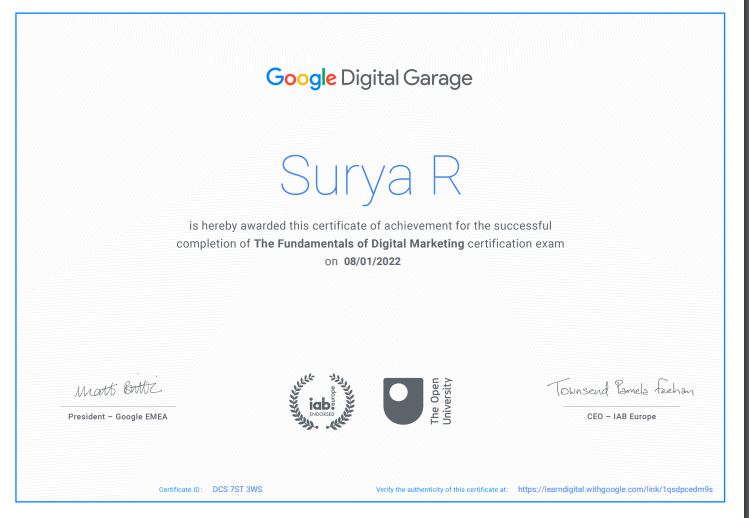 Google Digital Garage
Surya R
is hereby awarded this certificate of achievement for the successful
completion of The Fundamentals of Digital Marketing certification exam
on 08/01/2022
President – Google EMEA
iab europe
ENDORSED
The Open
University
Townsend Pamela Feehan
CEO – IAB Europe
Certificate ID : DCS 7ST 3WS
Verify the authenticity of this certificate at : https://learndigital.withgoogle.com/link/1qsdpcedm9s